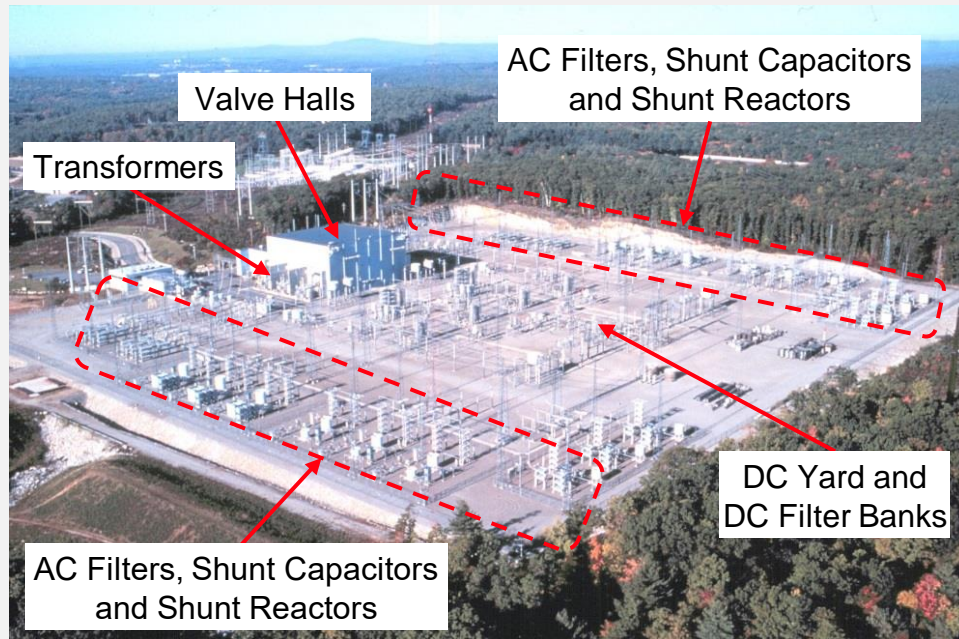 AC Filters, Shunt Capacitors
and Shunt Reactors
Valve Halls
Transformers
DC Yard and
DC Filter Banks
AC Filters, Shunt Capacitors
and Shunt Reactors